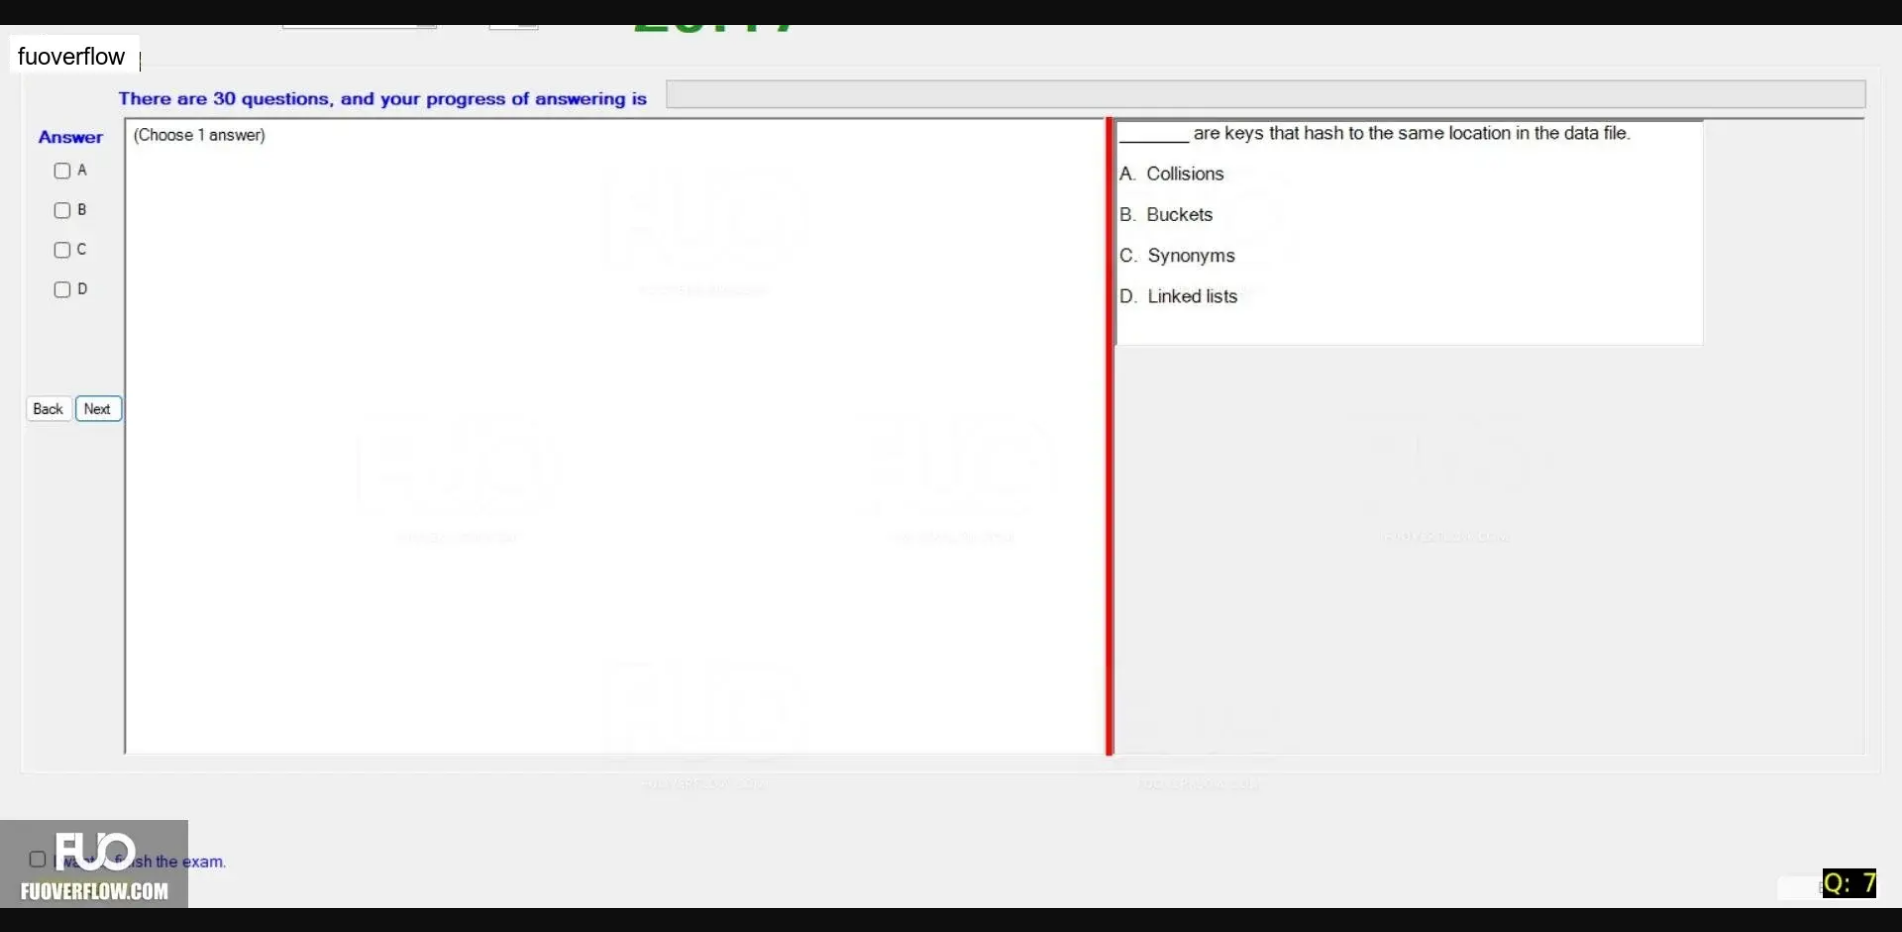 fuoverflow
There are 30 questions, and your progress of answering is
Answer
(Choose 1 answer)
A
B
C
D
Back Next
_______ are keys that hash to the same location in the data file.
A. Collisions
B. Buckets
C. Synonyms
D. Linked lists
FUO
sh the exam.
FUOVERFLOW.COM
Q: 7